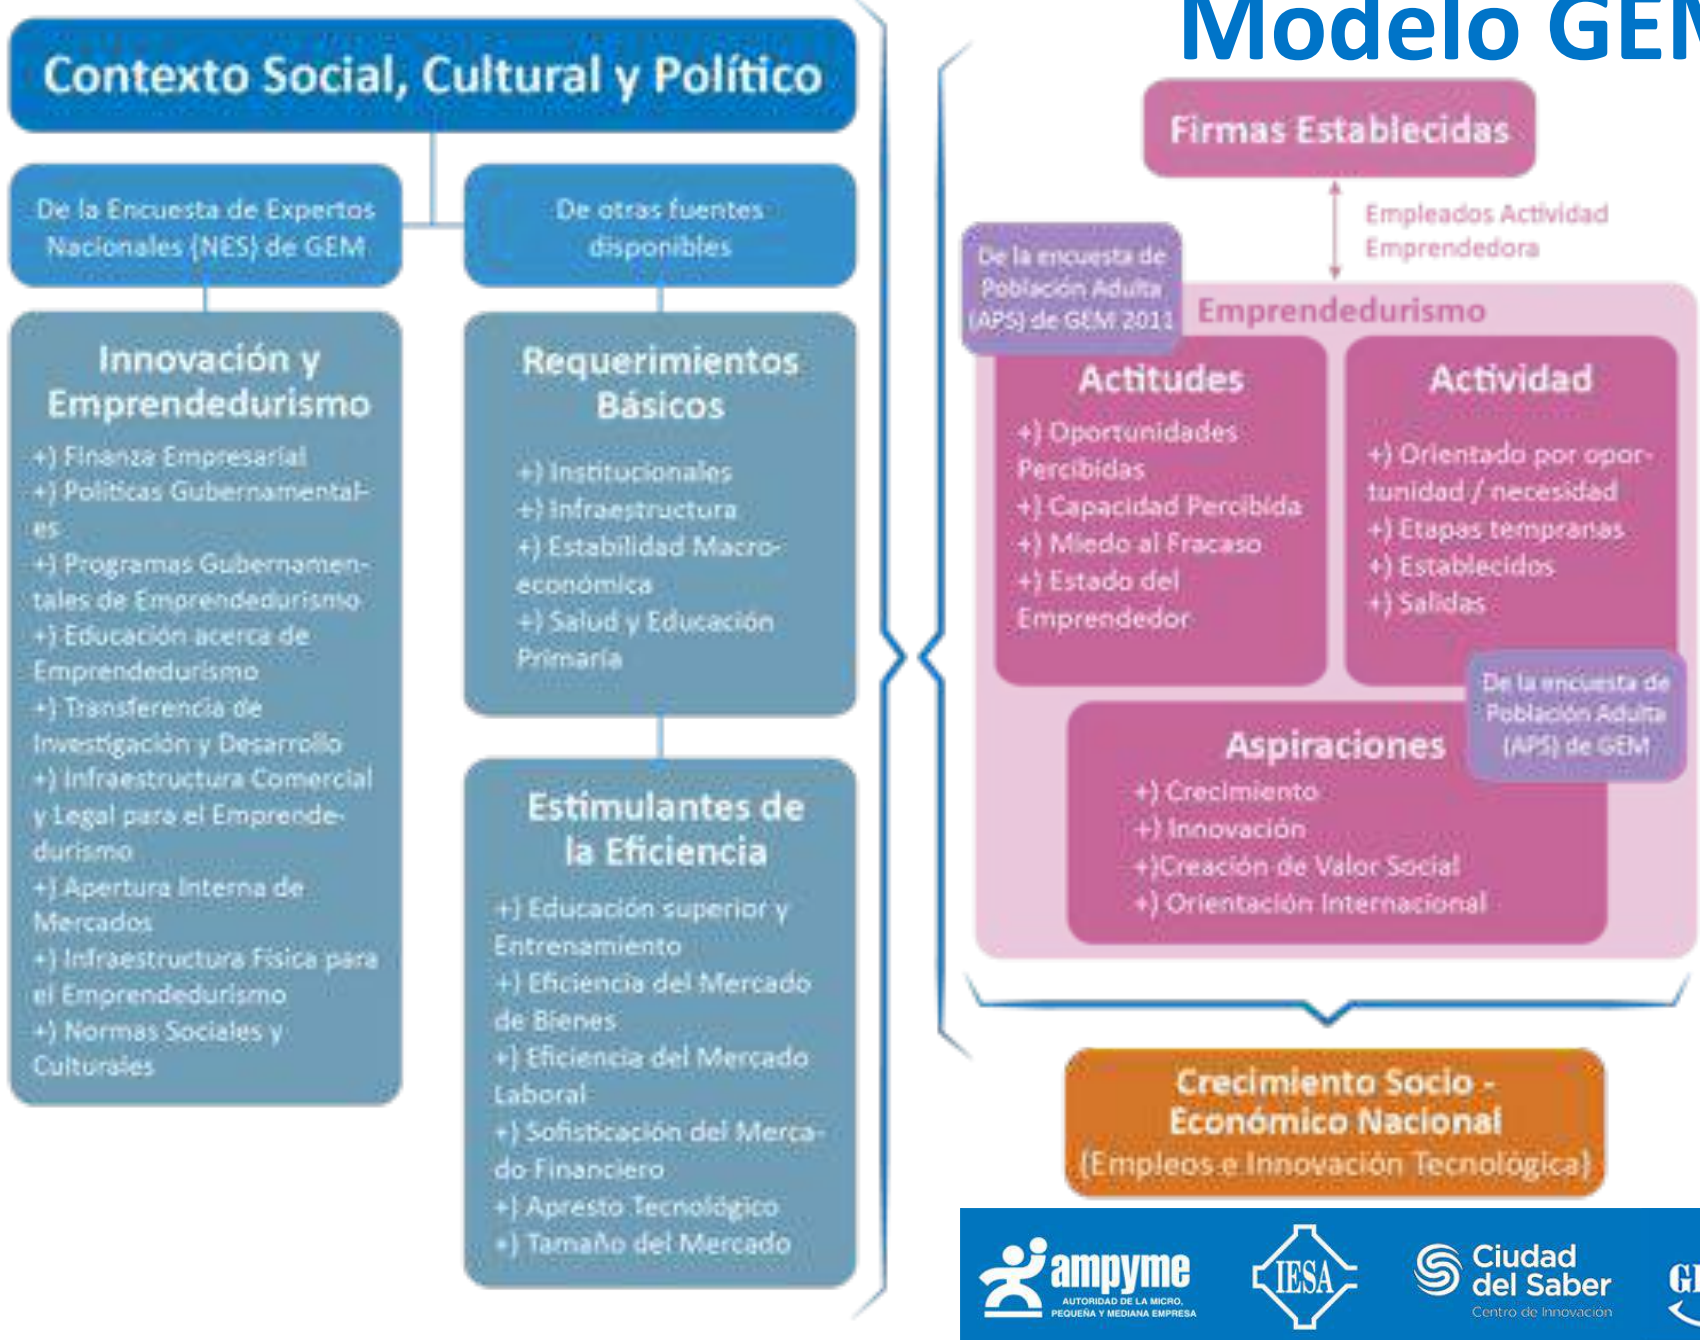 Modelo GEM
Contexto Social, Cultural y Político
De la Encuesta de Expertos
Nacionales (NES) de GEM
De otras fuentes
disponibles
Innovación y
Emprendedurismo
+) Finanza Empresarial
+) Políticas Gubernamental-
es
+) Programas Gubernamen-
tales de Emprendedurismo
+) Educación acerca de
Emprendedurismo
+) Transferencia de
Investigación y Desarrollo
+) Infraestructura Comercial
y Legal para el Emprende-
durismo
+) Apertura Interna de
Mercados
+) Infraestructura Física para
el Emprendedurismo
+) Normas Sociales y
Culturales
Requerimientos
Básicos
+) Institucionales
+) Infraestructura
+) Estabilidad Macro-
económica
+) Salud y Educación
Primaria
Estimulantes de
la Eficiencia
+) Educación superior y
Entrenamiento
+) Eficiencia del Mercado
de Bienes
+) Eficiencia del Mercado
Laboral
+) Sofisticación del Merca-
do Financiero
+) Apresto Tecnológico
+) Tamaño del Mercado
Firmas Establecidas
Empleados Actividad
Emprendedora
De la encuesta de
Población Adulta
(APS) de GEM 2011
Emprendedurismo
Actitudes
+) Oportunidades
Percibidas
+) Capacidad Percibida
+) Miedo al Fracaso
+) Estado del
Emprendedor
Actividad
+) Orientado por opor-
tunidad / necesidad
+) Etapas tempranas
+) Establecidos
+) Salidas
De la encuesta de
Población Adulta
(APS) de GEM
Aspiraciones
+) Crecimiento
+) Innovación
+)Creación de Valor Social
+) Orientación Internacional
Crecimiento Socio -
Económico Nacional
(Empleos e Innovación Tecnológica)
ampyme
AUTORIDAD DE LA MICRO,
PEQUEÑA Y MEDIANA EMPRESA
IESA
Ciudad
del Saber
Centro de Innovación